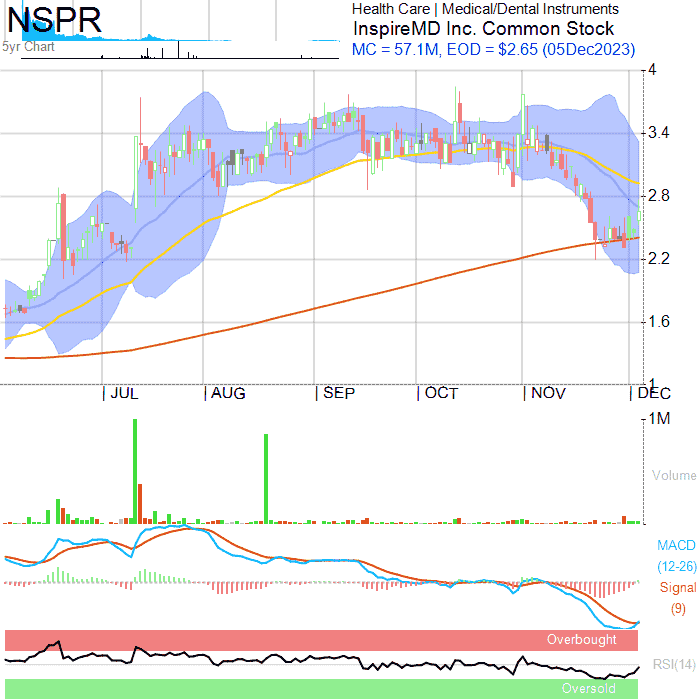 NSPR
Health Care | Medical/Dental Instruments
InspireMD Inc. Common Stock
5yr Chart
MC = 57.1M, EOD = $2.65 (05Dec2023)
4
3.4
2.8
2.2
1.6
1
JUL
AUG
SEP
OCT
NOV
DEC
1M
Volume
MACD
(12-26)
Signal
(9)
Overbought
RSI(14)
Oversold